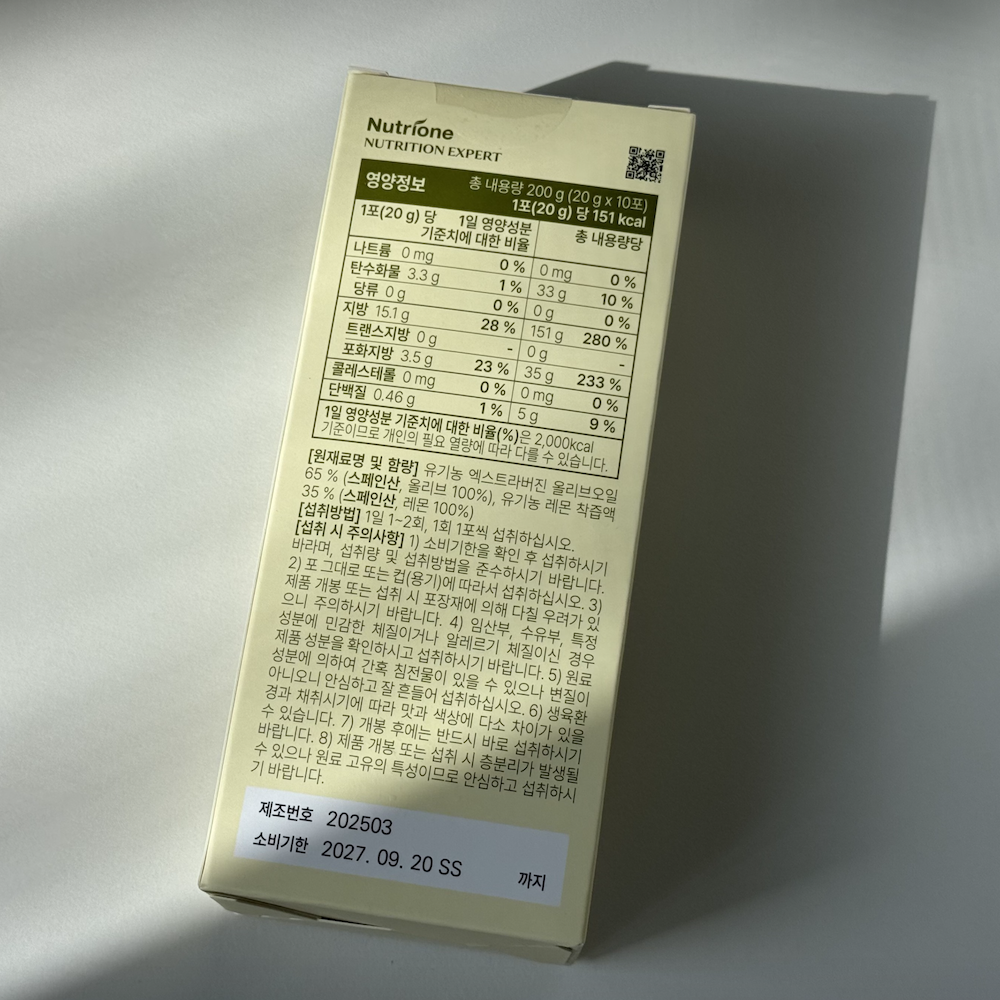 Nutrione
NUTRITION EXPERT
영양정보 총 내용량 200 g (20 g x 10포)
1포(20 g) 당 151 kcal
1포(20 g) 당 1일 영양성분 기준치에 대한 비율 총 내용량당
나트륨 0 mg 0 % 0 mg 0 %
탄수화물 3.3 g 1 % 33 g 10 %
당류 0 g 0 % 0 g 0 %
지방 15.1 g 28 % 151 g 280 %
트랜스지방 0 g - 0 g -
포화지방 3.5 g 23 % 35 g 233 %
콜레스테롤 0 mg 0 % 0 mg 0 %
단백질 0.46 g 1 % 5 g 9 %
1일 영양성분 기준치에 대한 비율(%)은 2,000kcal
기준이므로 개인의 필요 열량에 따라 다를 수 있습니다.
[원재료명 및 함량] 유기농 엑스트라버진 올리브오일
65 % (스페인산, 올리브 100%), 유기농 레몬 착즙액
35 % (스페인산, 레몬 100%)
[섭취방법] 1일 1~2회, 1회 1포씩 섭취하십시오.
[섭취 시 주의사항] 1) 소비기한을 확인 후 섭취하시기
바라며, 섭취량 및 섭취방법을 준수하시기 바랍니다.
2) 포 그대로 또는 컵(용기)에 따라서 섭취하십시오. 3)
제품 개봉 또는 섭취 시 포장재에 의해 다칠 우려가 있
으니 주의하시기 바랍니다. 4) 임산부, 수유부, 특정
성분에 민감한 체질이거나 알레르기 체질이신 경우
제품 성분을 확인하시고 섭취하시기 바랍니다. 5) 원료
성분에 의하여 간혹 침전물이 있을 수 있으나 변질이
아니오니 안심하고 잘 흔들어 섭취하십시오. 6) 생육환
경과 채취시기에 따라 맛과 색상에 다소 차이가 있을
수 있습니다. 7) 개봉 후에는 반드시 바로 섭취하시기
바랍니다. 8) 제품 개봉 또는 섭취 시 층분리가 발생될
수 있으나 원료 고유의 특성이므로 안심하고 섭취하시
기 바랍니다.
제조번호 202503
소비기한 2027. 09. 20 SS 까지